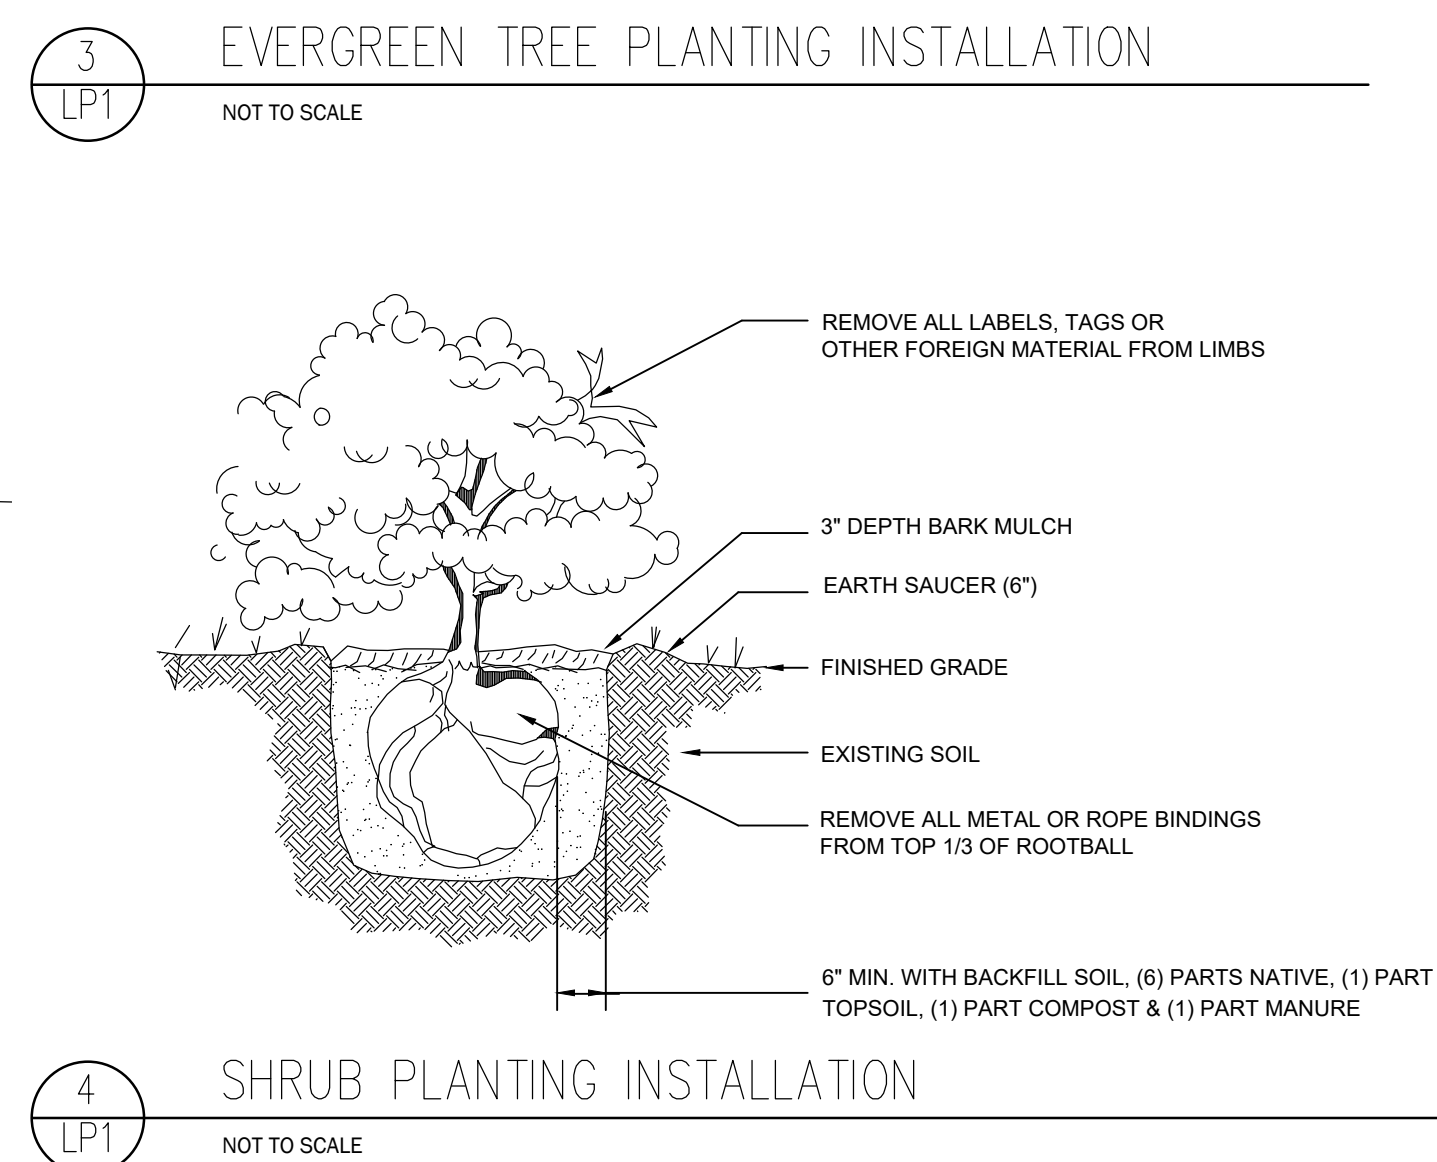 3
LP1
EVERGREEN TREE PLANTING INSTALLATION
NOT TO SCALE
REMOVE ALL LABELS, TAGS OR
OTHER FOREIGN MATERIAL FROM LIMBS
3" DEPTH BARK MULCH
EARTH SAUCER (6")
FINISHED GRADE
EXISTING SOIL
REMOVE ALL METAL OR ROPE BINDINGS
FROM TOP 1/3 OF ROOTBALL
6" MIN. WITH BACKFILL SOIL, (6) PARTS NATIVE, (1) PART
TOPSOIL, (1) PART COMPOST & (1) PART MANURE
4
LP1
SHRUB PLANTING INSTALLATION
NOT TO SCALE